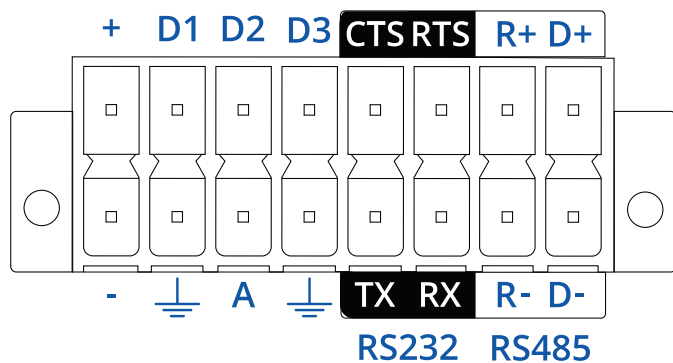 + D1 D2 D3 CTS RTS R+ D+
- A TX RX R- D-
RS232 RS485